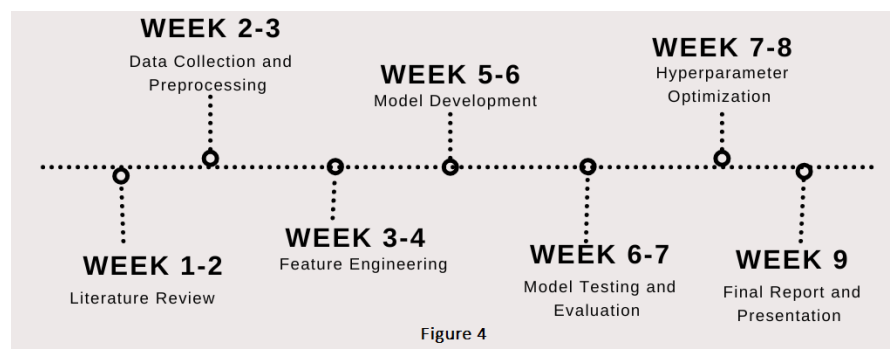 WEEK 1-2
Literature Review
WEEK 2-3
Data Collection and
Preprocessing
WEEK 3-4
Feature Engineering
WEEK 5-6
Model Development
WEEK 6-7
Model Testing and
Evaluation
WEEK 7-8
Hyperparameter
Optimization
WEEK 9
Final Report and
Presentation
Figure 4